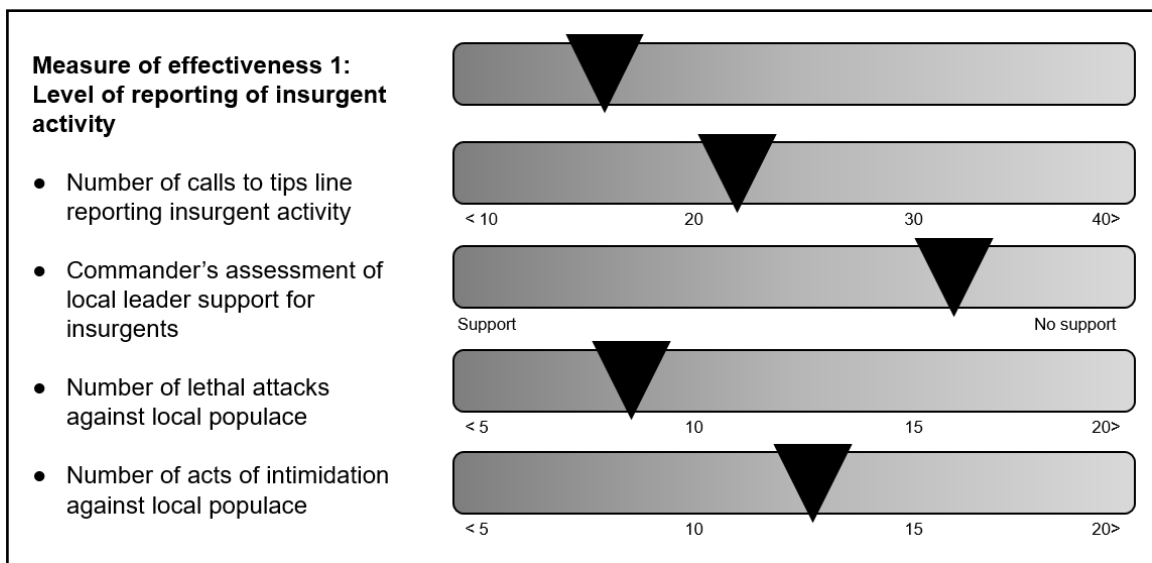 Measure of effectiveness 1:
Level of reporting of insurgent
activity
● Number of calls to tips line
reporting insurgent activity
< 10 20 30 40>
● Commander’s assessment of
local leader support for
insurgents
Support No support
● Number of lethal attacks
against local populace
< 5 10 15 20>
● Number of acts of intimidation
against local populace
< 5 10 15 20>